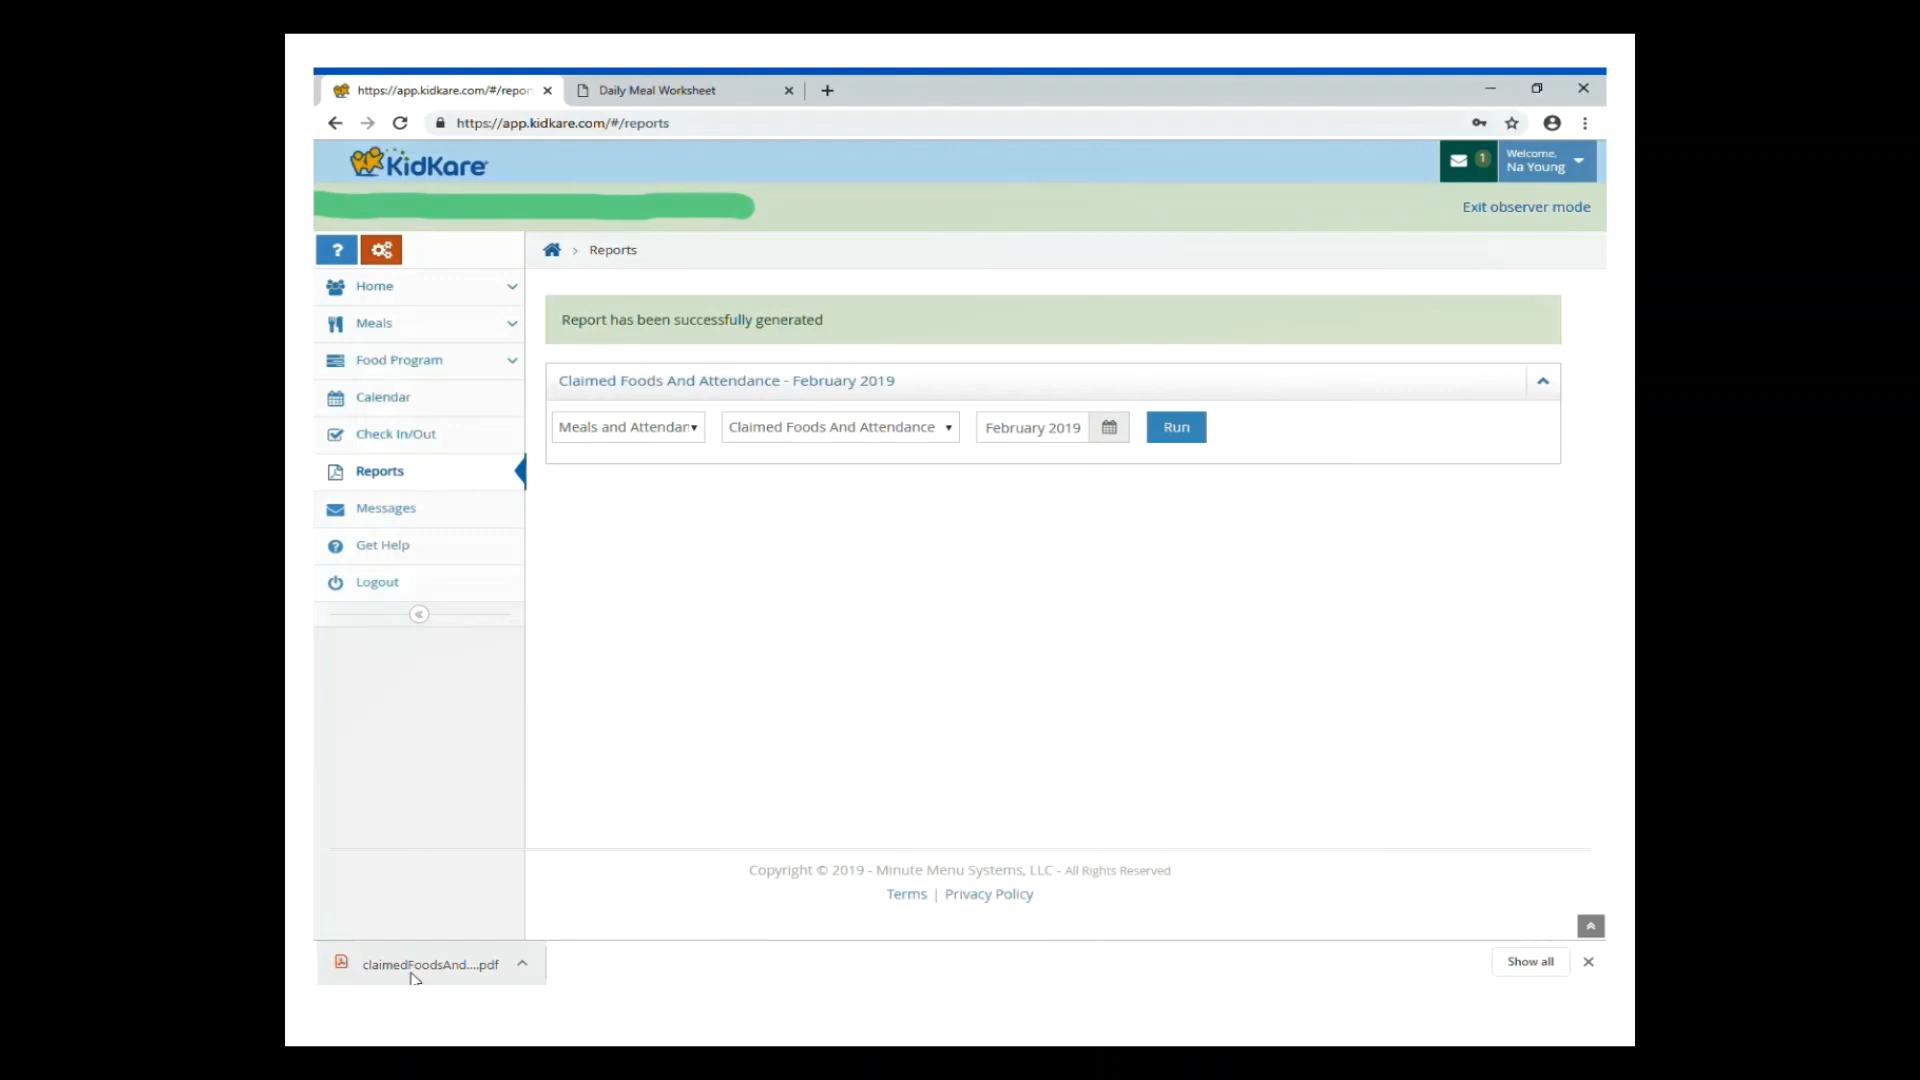 https://app.kidkare.com/#/repor
Daily Meal Worksheet
https://app.kidkare.com/#/reports
KidKare
1
Welcome,
Na Young
Exit observer mode
?
Reports
Home
Meals
Food Program
Calendar
Check In/Out
Reports
Messages
Get Help
Logout
Report has been successfully generated
Claimed Foods And Attendance - February 2019
Meals and Attendan
Claimed Foods And Attendance
February 2019
Run
Copyright © 2019 - Minute Menu Systems, LLC - All Rights Reserved
Terms | Privacy Policy
claimedFoodsAnd....pdf
Show all